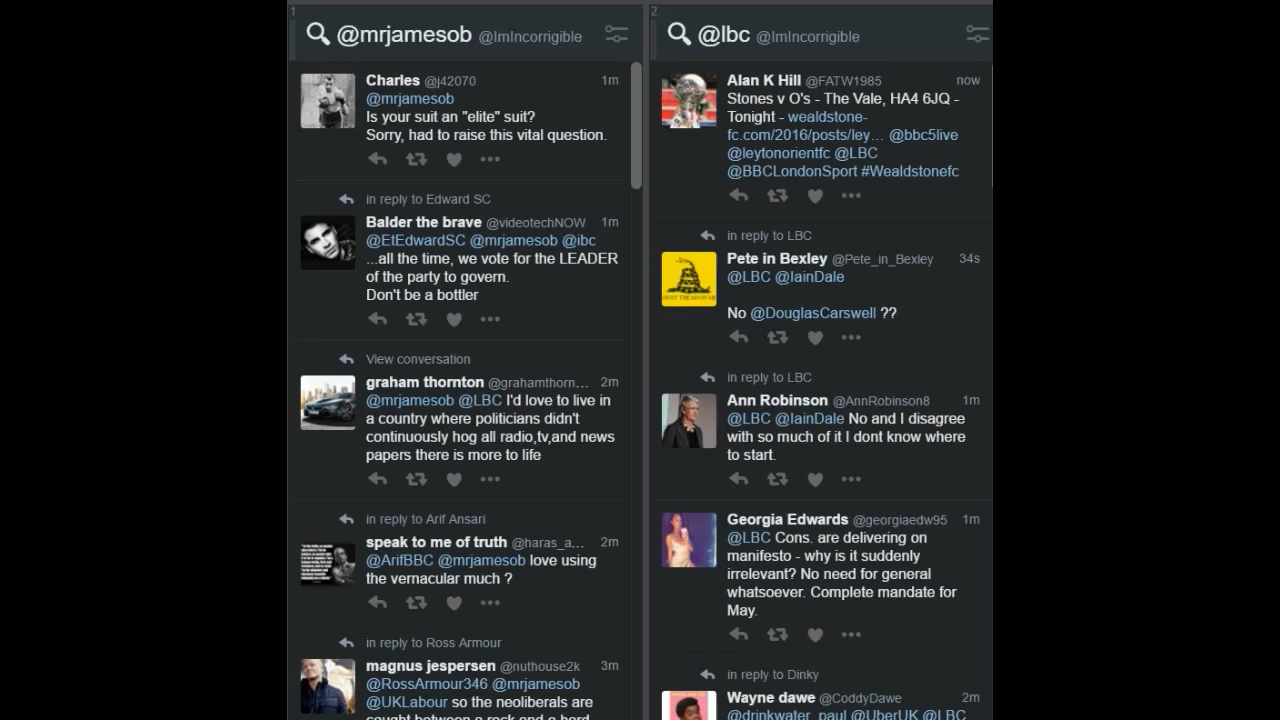 1
@mrjamesob @ImIncorrigible
Charles @j42070 1m
@mrjamesob
Is your suit an "elite" suit?
Sorry, had to raise this vital question.
in reply to Edward SC
Balder the brave @videotechNOW 1m
@EtEdwardSC @mrjamesob @ibc
...all the time, we vote for the LEADER
of the party to govern.
Don't be a bottler
View conversation
graham thornton @grahamthorn... 2m
@mrjamesob @LBC I'd love to live in
a country where politicians didn't
continuously hog all radio,tv,and news
papers there is more to life
in reply to Arif Ansari
speak to me of truth @haras_a... 2m
@ArifBBC @mrjamesob love using
the vernacular much ?
in reply to Ross Armour
magnus jespersen @nuthouse2k 3m
@RossArmour346 @mrjamesob
@UKLabour so the neoliberals are
caught between a rock and a hard
2
@lbc @ImIncorrigible
Alan K Hill @FATW1985 now
Stones v O's - The Vale, HA4 6JQ -
Tonight - wealdstone-
fc.com/2016/posts/ley... @bbc5live
@leytonorientfc @LBC
@BBCLondonSport #Wealdstonefc
in reply to LBC
Pete in Bexley @Pete_in_Bexley 34s
@LBC @IainDale
No @DouglasCarswell ??
in reply to LBC
Ann Robinson @AnnRobinson8 1m
@LBC @IainDale No and I disagree
with so much of it I dont know where
to start.
Georgia Edwards @georgiaedw95 1m
@LBC Cons. are delivering on
manifesto - why is it suddenly
irrelevant? No need for general
whatsoever. Complete mandate for
May.
in reply to Dinky
Wayne dawe @CoddyDawe 2m
@drinkwater_paul @UberUK @LBC